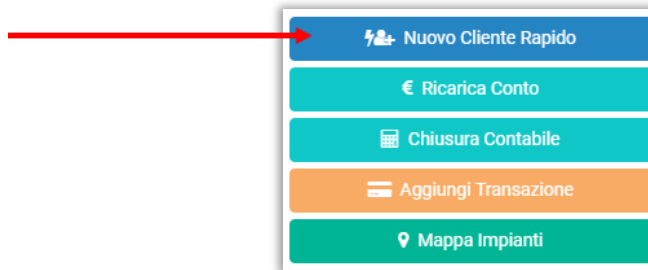 Nuovo Cliente Rapido
€ Ricarica Conto
Chiusura Contabile
Aggiungi Transazione
Mappa Impianti